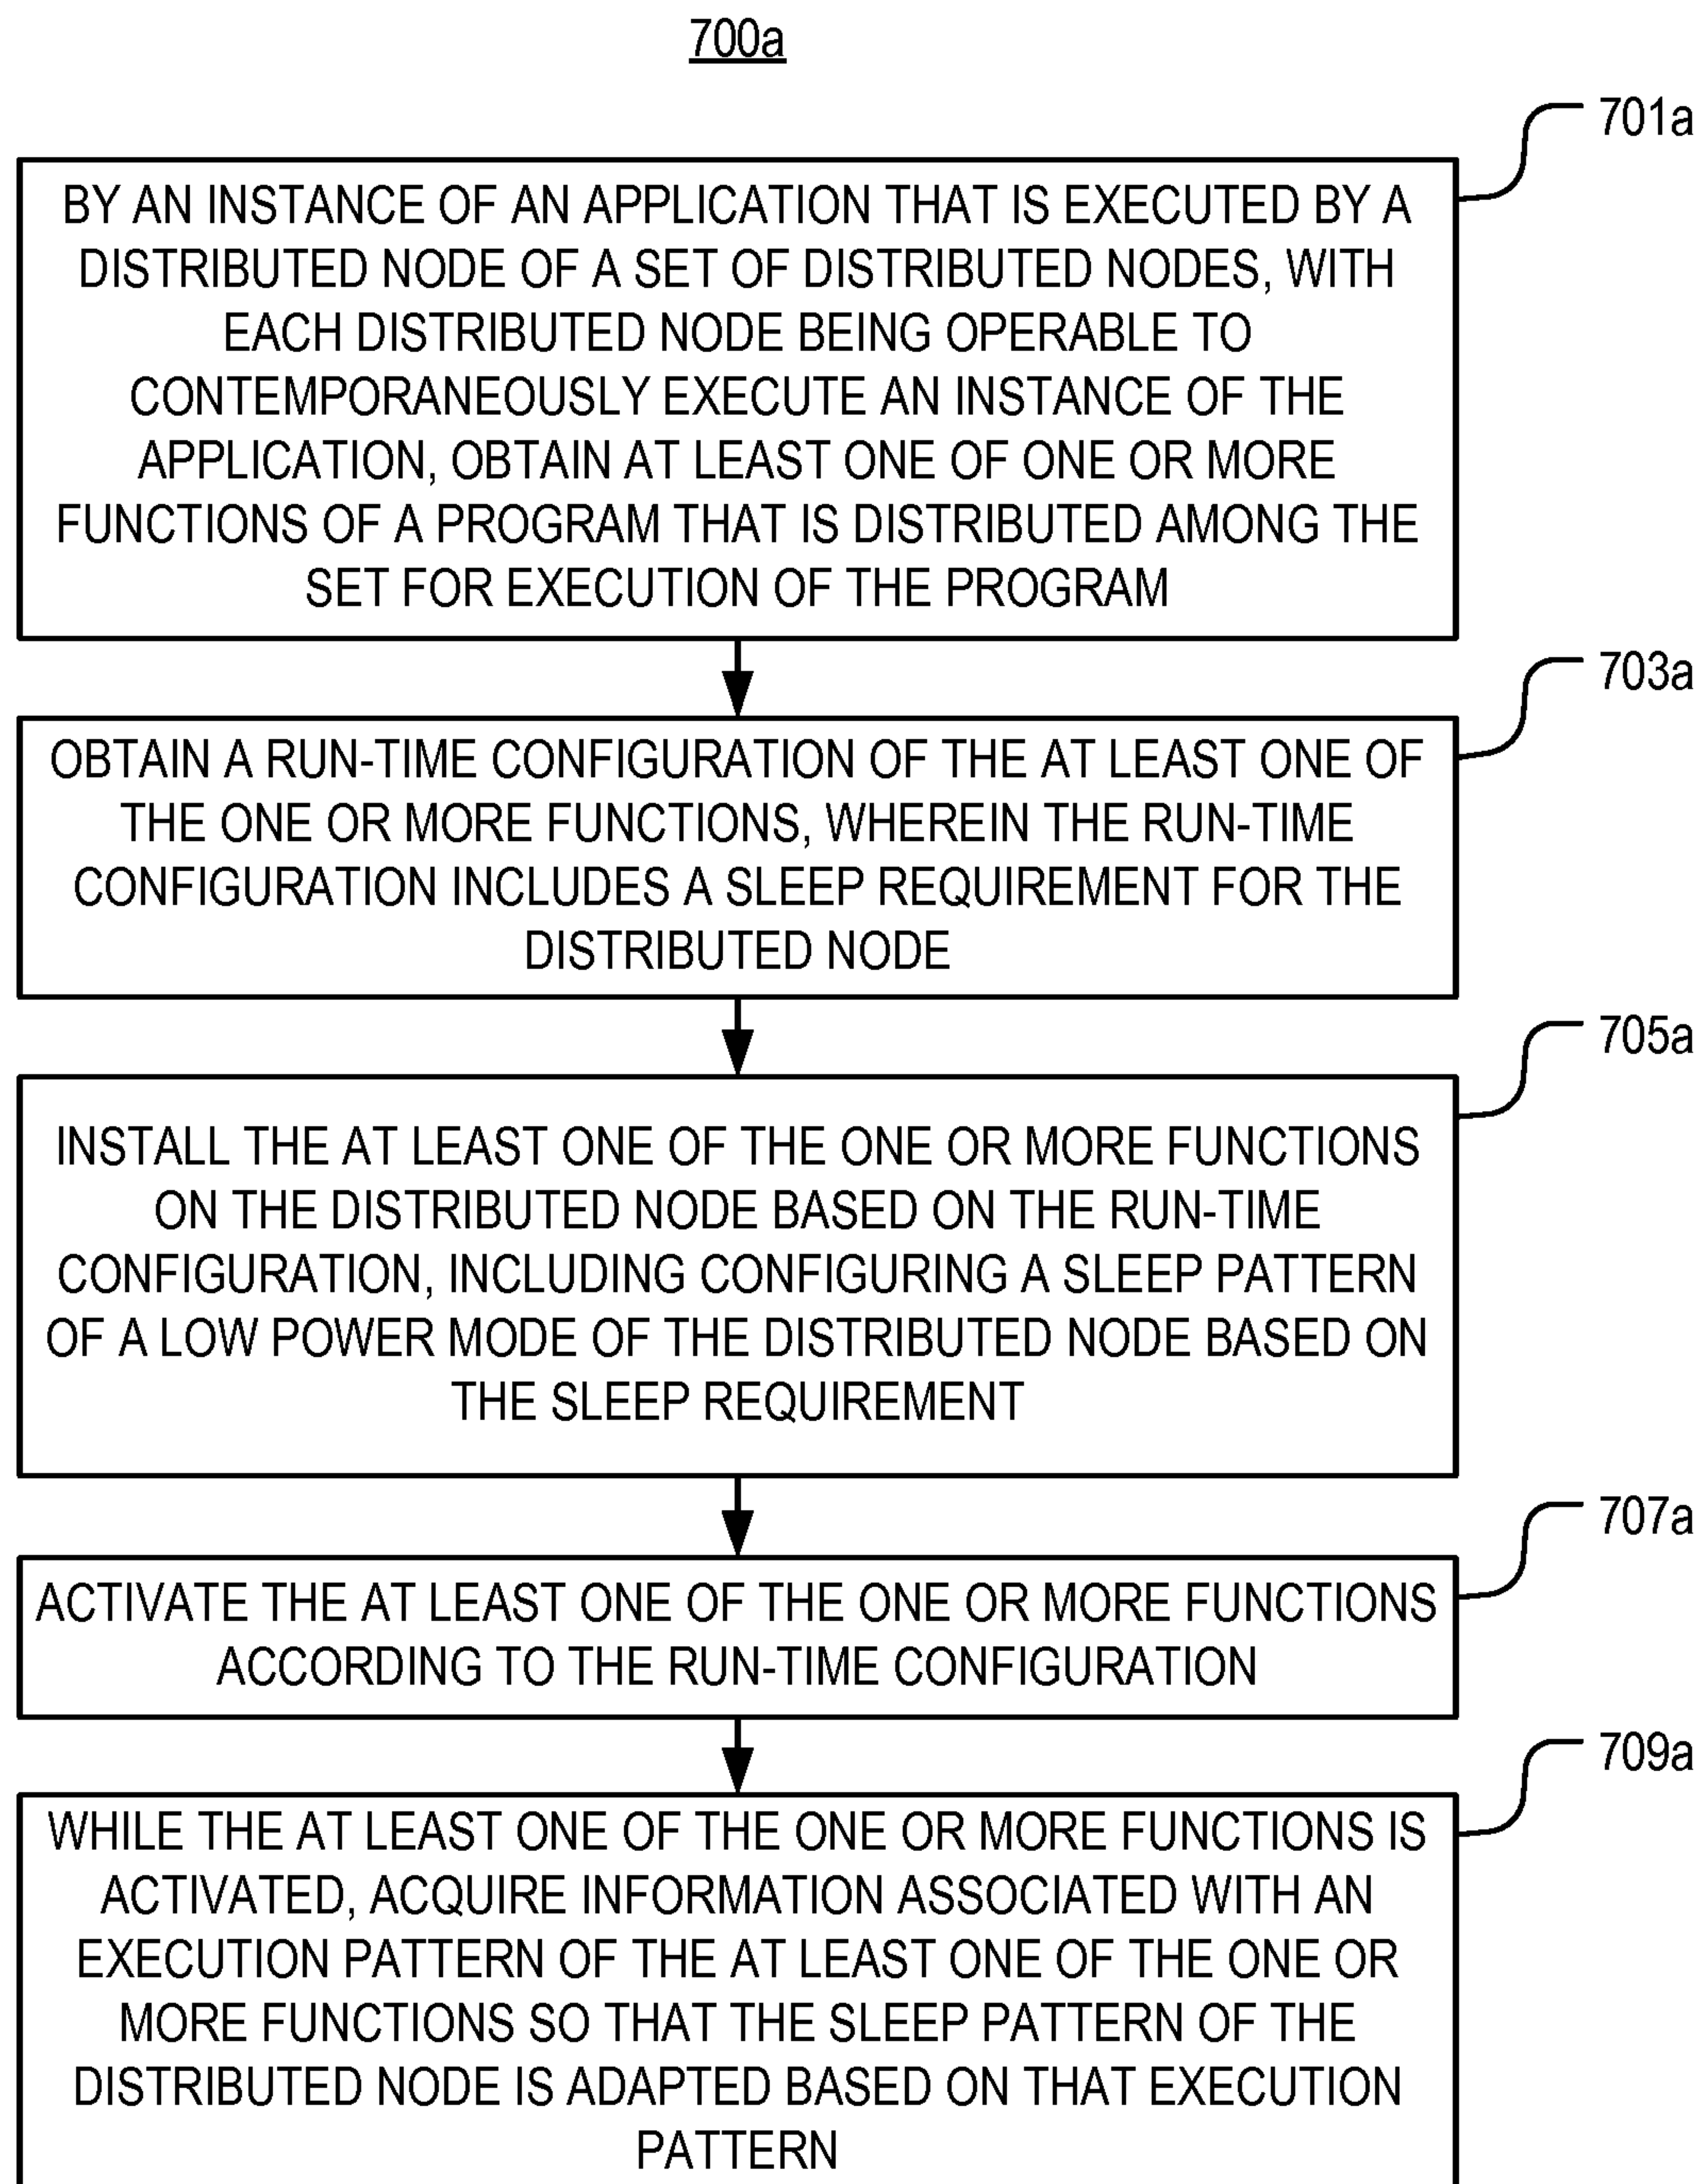 700a
701a
BY AN INSTANCE OF AN APPLICATION THAT IS EXECUTED BY A
DISTRIBUTED NODE OF A SET OF DISTRIBUTED NODES, WITH
EACH DISTRIBUTED NODE BEING OPERABLE TO
CONTEMPORANEOUSLY EXECUTE AN INSTANCE OF THE
APPLICATION, OBTAIN AT LEAST ONE OF ONE OR MORE
FUNCTIONS OF A PROGRAM THAT IS DISTRIBUTED AMONG THE
SET FOR EXECUTION OF THE PROGRAM
703a
OBTAIN A RUN-TIME CONFIGURATION OF THE AT LEAST ONE OF
THE ONE OR MORE FUNCTIONS, WHEREIN THE RUN-TIME
CONFIGURATION INCLUDES A SLEEP REQUIREMENT FOR THE
DISTRIBUTED NODE
705a
INSTALL THE AT LEAST ONE OF THE ONE OR MORE FUNCTIONS
ON THE DISTRIBUTED NODE BASED ON THE RUN-TIME
CONFIGURATION, INCLUDING CONFIGURING A SLEEP PATTERN
OF A LOW POWER MODE OF THE DISTRIBUTED NODE BASED ON
THE SLEEP REQUIREMENT
707a
ACTIVATE THE AT LEAST ONE OF THE ONE OR MORE FUNCTIONS
ACCORDING TO THE RUN-TIME CONFIGURATION
709a
WHILE THE AT LEAST ONE OF THE ONE OR MORE FUNCTIONS IS
ACTIVATED, ACQUIRE INFORMATION ASSOCIATED WITH AN
EXECUTION PATTERN OF THE AT LEAST ONE OF THE ONE OR
MORE FUNCTIONS SO THAT THE SLEEP PATTERN OF THE
DISTRIBUTED NODE IS ADAPTED BASED ON THAT EXECUTION
PATTERN